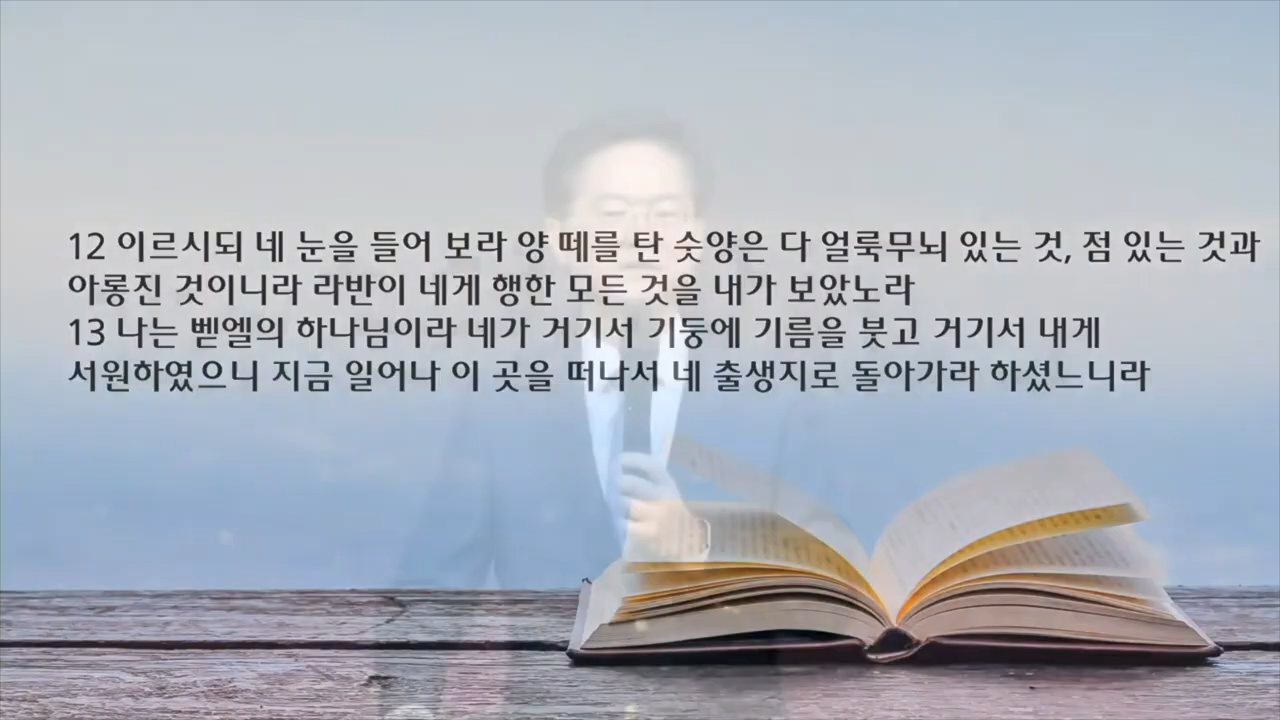 12 이르시되 네 눈을 들어 보라 양 떼를 탄 숫양은 다 얼룩무늬 있는 것, 점 있는 것과
아롱진 것이니라 라반이 네게 행한 모든 것을 내가 보았노라
13 나는 벧엘의 하나님이라 네가 거기서 기둥에 기름을 붓고 거기서 내게
서원하였으니 지금 일어나 이 곳을 떠나서 네 출생지로 돌아가라 하셨느니라